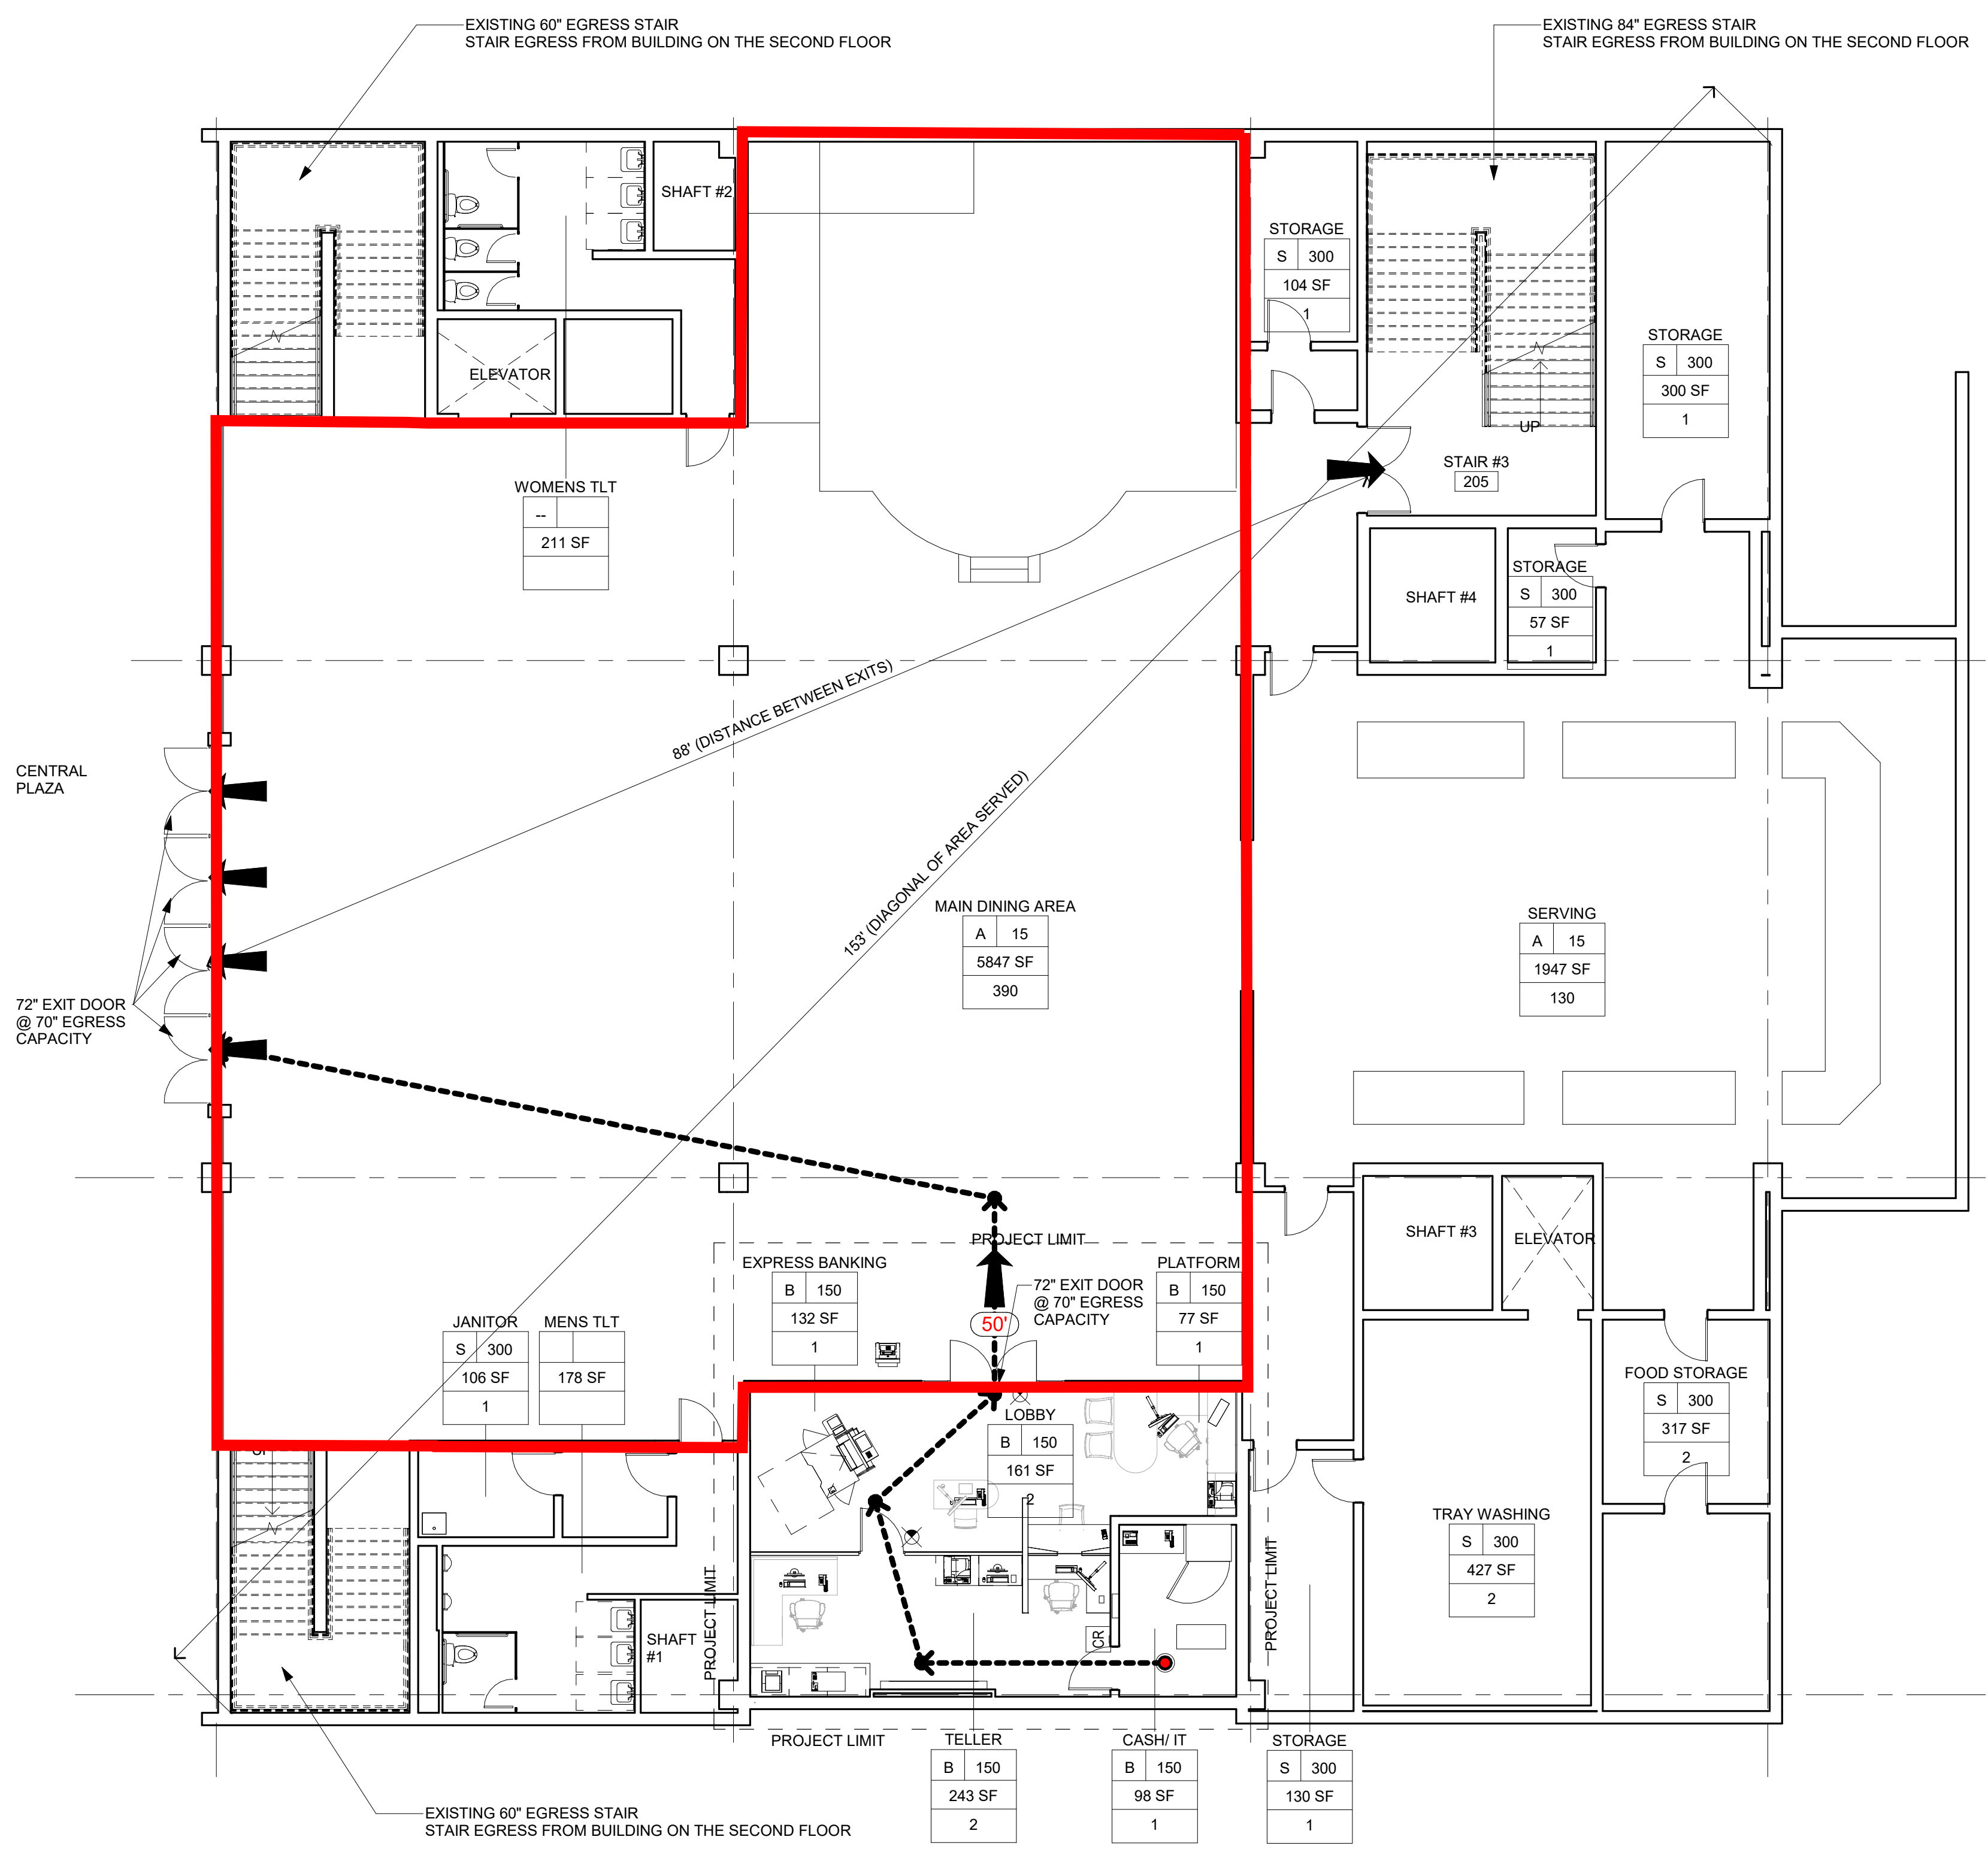 EXISTING 60" EGRESS STAIR
STAIR EGRESS FROM BUILDING ON THE SECOND FLOOR
EXISTING 84" EGRESS STAIR
STAIR EGRESS FROM BUILDING ON THE SECOND FLOOR
SHAFT #2
ELEVATOR
STORAGE
S 300
104 SF
1
STORAGE
S 300
300 SF
1
UP
STAIR #3
205
WOMENS TLT
--
211 SF
SHAFT #4
STORAGE
S 300
57 SF
1
88' (DISTANCE BETWEEN EXITS)
153' (DIAGONAL OF AREA SERVED)
CENTRAL
PLAZA
72" EXIT DOOR
@ 70" EGRESS
CAPACITY
MAIN DINING AREA
A 15
5847 SF
390
SERVING
A 15
1947 SF
130
PROJECT LIMIT
SHAFT #3
ELEVATOR
EXPRESS BANKING
B 150
132 SF
1
72" EXIT DOOR
@ 70" EGRESS
CAPACITY
PLATFORM
B 150
77 SF
1
50'
JANITOR
S 300
106 SF
1
MENS TLT
178 SF
FOOD STORAGE
S 300
317 SF
2
LOBBY
B 150
161 SF
2
TRAY WASHING
S 300
427 SF
2
PROJECT LIMIT
PROJECT LIMIT
SHAFT
#1
CR
PROJECT LIMIT
TELLER
B 150
243 SF
2
CASH/ IT
B 150
98 SF
1
STORAGE
S 300
130 SF
1
EXISTING 60" EGRESS STAIR
STAIR EGRESS FROM BUILDING ON THE SECOND FLOOR